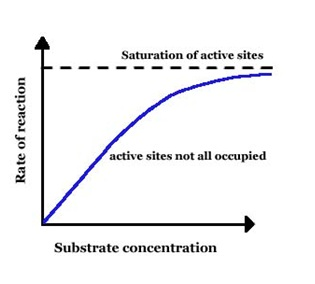 Saturation of active sites
Rate of reaction
active sites not all occupied
Substrate concentration